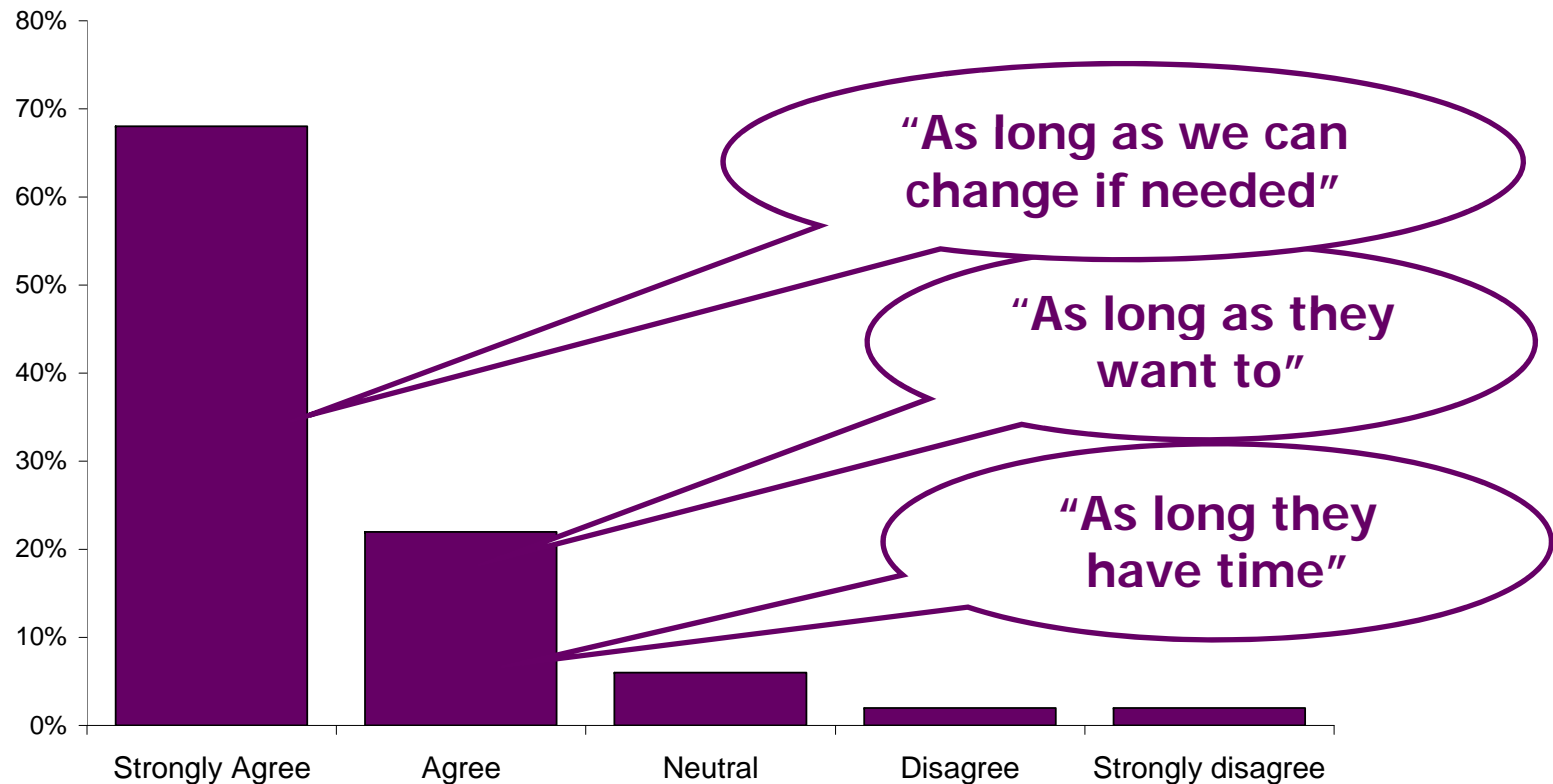 80%
70%
60%
50%
40%
30%
20%
10%
0%
“As long as we can
change if needed”
“As long as they
want to”
“As long they
have time”
Strongly Agree
Agree
Neutral
Disagree
Strongly disagree